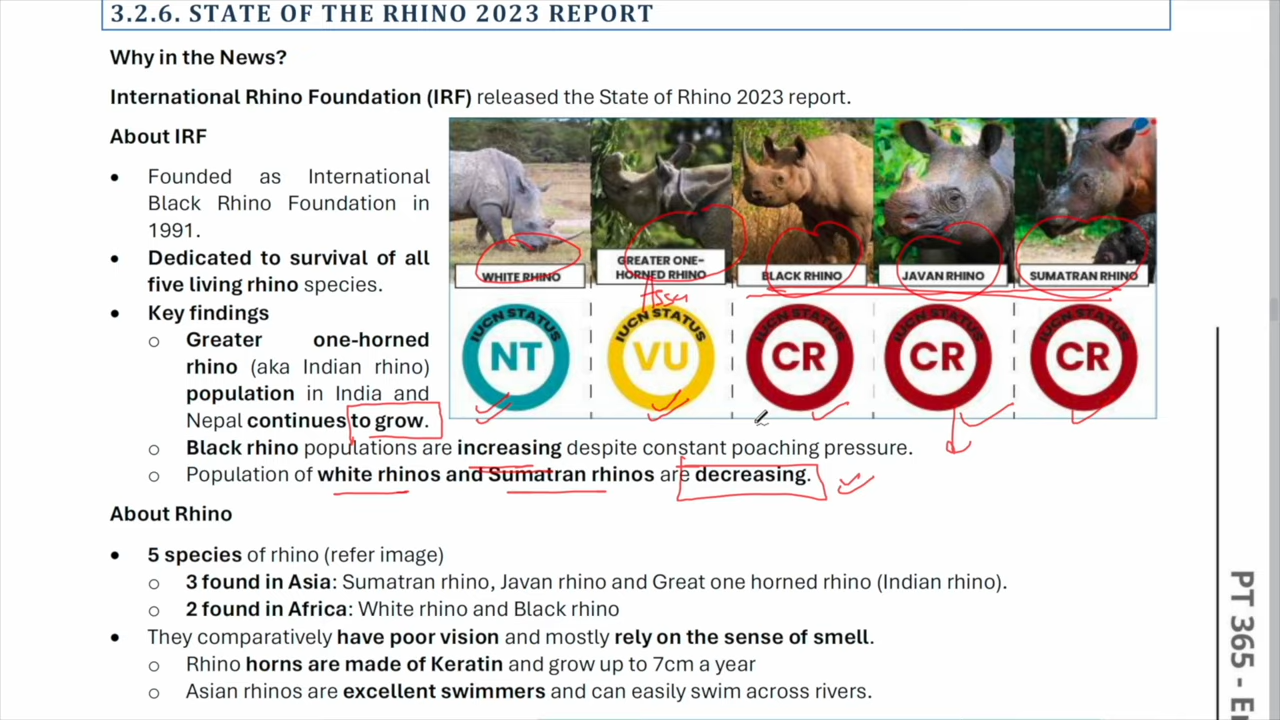 3.2.6. STATE OF THE RHINO 2023 REPORT
Why in the News?
International Rhino Foundation (IRF) released the State of Rhino 2023 report.
About IRF
• Founded as International
Black Rhino Foundation in
1991.
• Dedicated to survival of all
five living rhino species.
• Key findings
o Greater one-horned
rhino (aka Indian rhino)
population in India and
Nepal continues to grow.
WHITE RHINO
GREATER ONE-
HORNED RHINO
BLACK RHINO
JAVAN RHINO
SUMATRAN RHINO
IUCN STATUS
NT
IUCN STATUS
VU
IUCN STATUS
CR
IUCN STATUS
CR
IUCN STATUS
CR
o Black rhino populations are increasing despite constant poaching pressure.
o Population of white rhinos and Sumatran rhinos are decreasing.
About Rhino
• 5 species of rhino (refer image)
o 3 found in Asia: Sumatran rhino, Javan rhino and Great one horned rhino (Indian rhino).
o 2 found in Africa: White rhino and Black rhino
• They comparatively have poor vision and mostly rely on the sense of smell.
o Rhino horns are made of Keratin and grow up to 7cm a year
o Asian rhinos are excellent swimmers and can easily swim across rivers.
PT 365 -